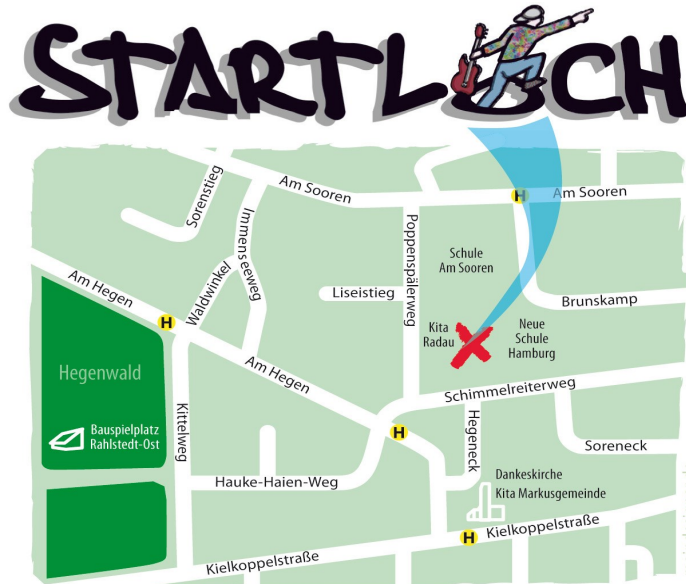 STARTLOCH
Am Sooren
H
Am Sooren
Sorenstieg
Immenseeweg
Poppenspälerweg
Schule
Am Sooren
Am Hegen
Waldwinkel
Liseistieg
Brunskamp
H
Kita
Radau
Neue
Schule
Hamburg
Hegenwald
Am Hegen
Schimmelreiterweg
Kittelweg
Hegeneck
Bauspielplatz
Rahlstedt-Ost
H
Soreneck
Hauke-Haien-Weg
Dankeskirche
Kita Markusgemeinde
Kielkoppelstraße
H
Kielkoppelstraße